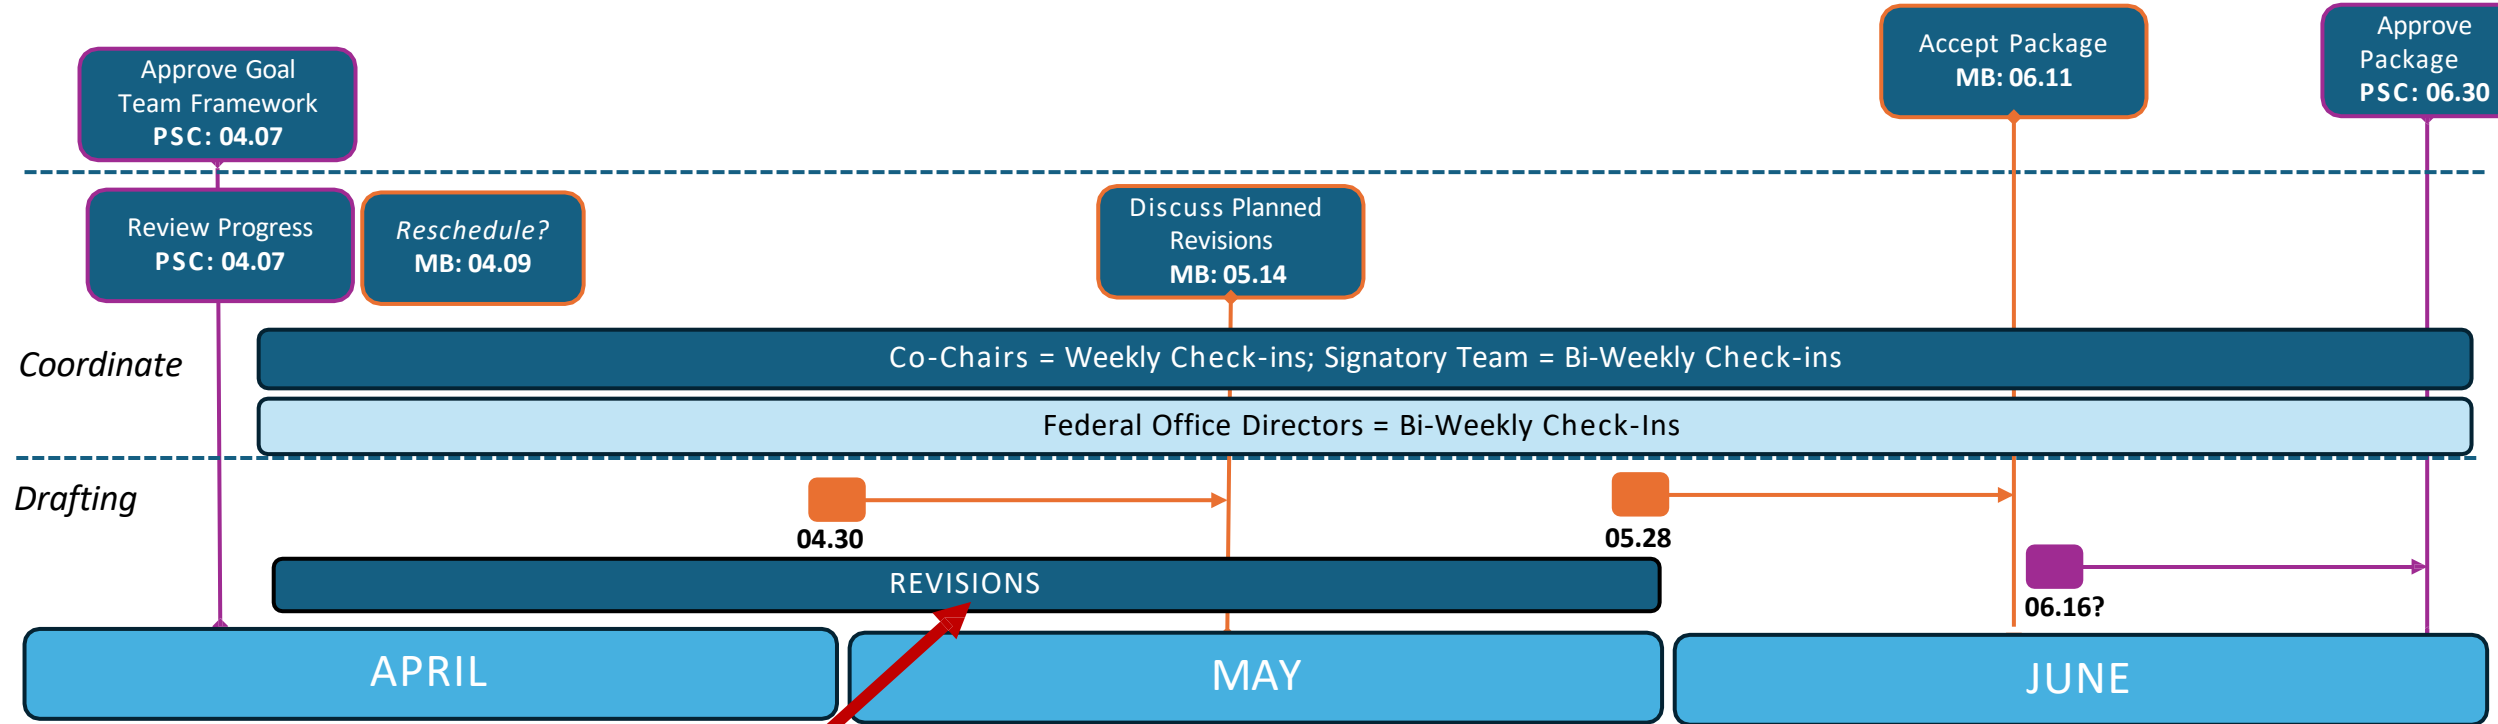 Approve Goal
Team Framework
PSC: 04.07
Accept Package
MB: 06.11
Approve
Package
PSC: 06.30
Review Progress
PSC: 04.07
Reschedule?
MB: 04.09
Discuss Planned
Revisions
MB: 05.14
Coordinate
Co-Chairs = Weekly Check-ins; Signatory Team = Bi-Weekly Check-ins
Federal Office Directors = Bi-Weekly Check-Ins
Drafting
04.30
05.28
REVISIONS
06.16?
APRIL
MAY
JUNE